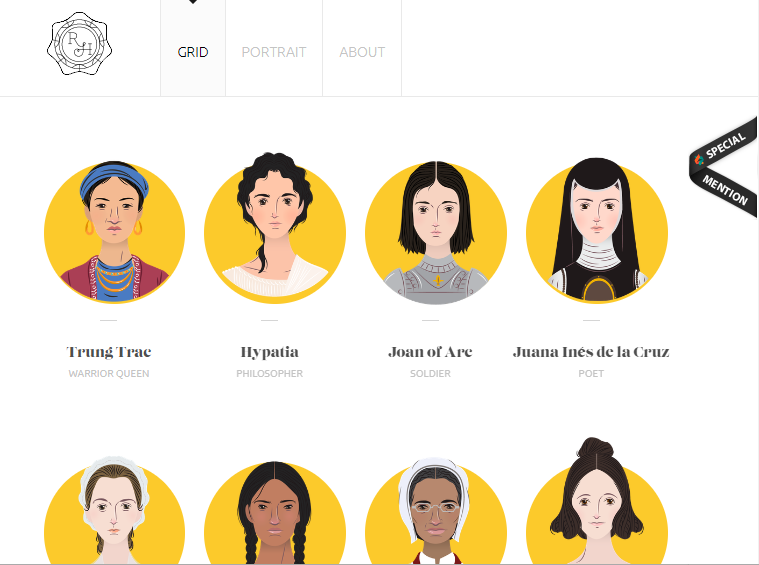 RH
GRID
PORTRAIT
ABOUT
SPECIAL
MENTION
Trung Trac
WARRIOR QUEEN
Hypatia
PHILOSOPHER
Joan of Arc
SOLDIER
Juana Inés de la Cruz
POET